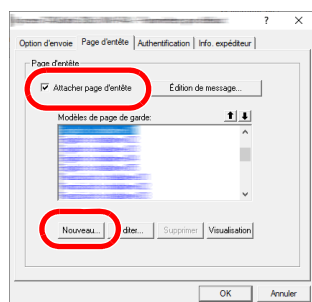 Option d'envoie Page d'entête Authentification Info. expéditeur
Page d'entête
Attacher page d'entête Édition de message...
Modèles de page de garde:
Nouveau... diter... Supprimer Visualisation
OK Annuler